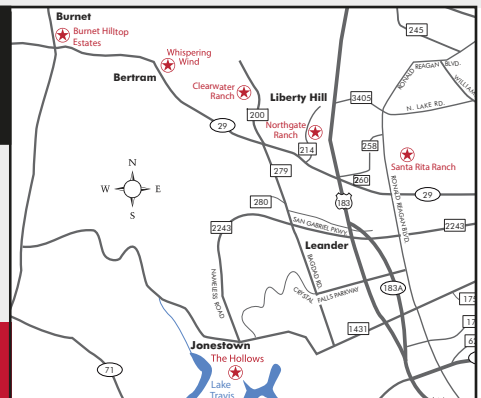 Burnet
Burnet Hilltop
Estates
245
Whispering
Wind
Bertram
RONALD REAGAN BLVD.
Clearwater
Ranch
Liberty Hill
3405
N. LAKE RD.
200
29
Northgate
Ranch
214
258
Santa Rita Ranch
279
260
N
W
E
S
280
183
29
RONALD REAGAN BLVD.
2243
SAN GABRIEL PKWY.
2243
Leander
BAGDAD RD.
NAMELESS ROAD
CRYSTAL FALLS PARKWAY
183A
1431
Jonestown
The Hollows
71
Lake
Travis